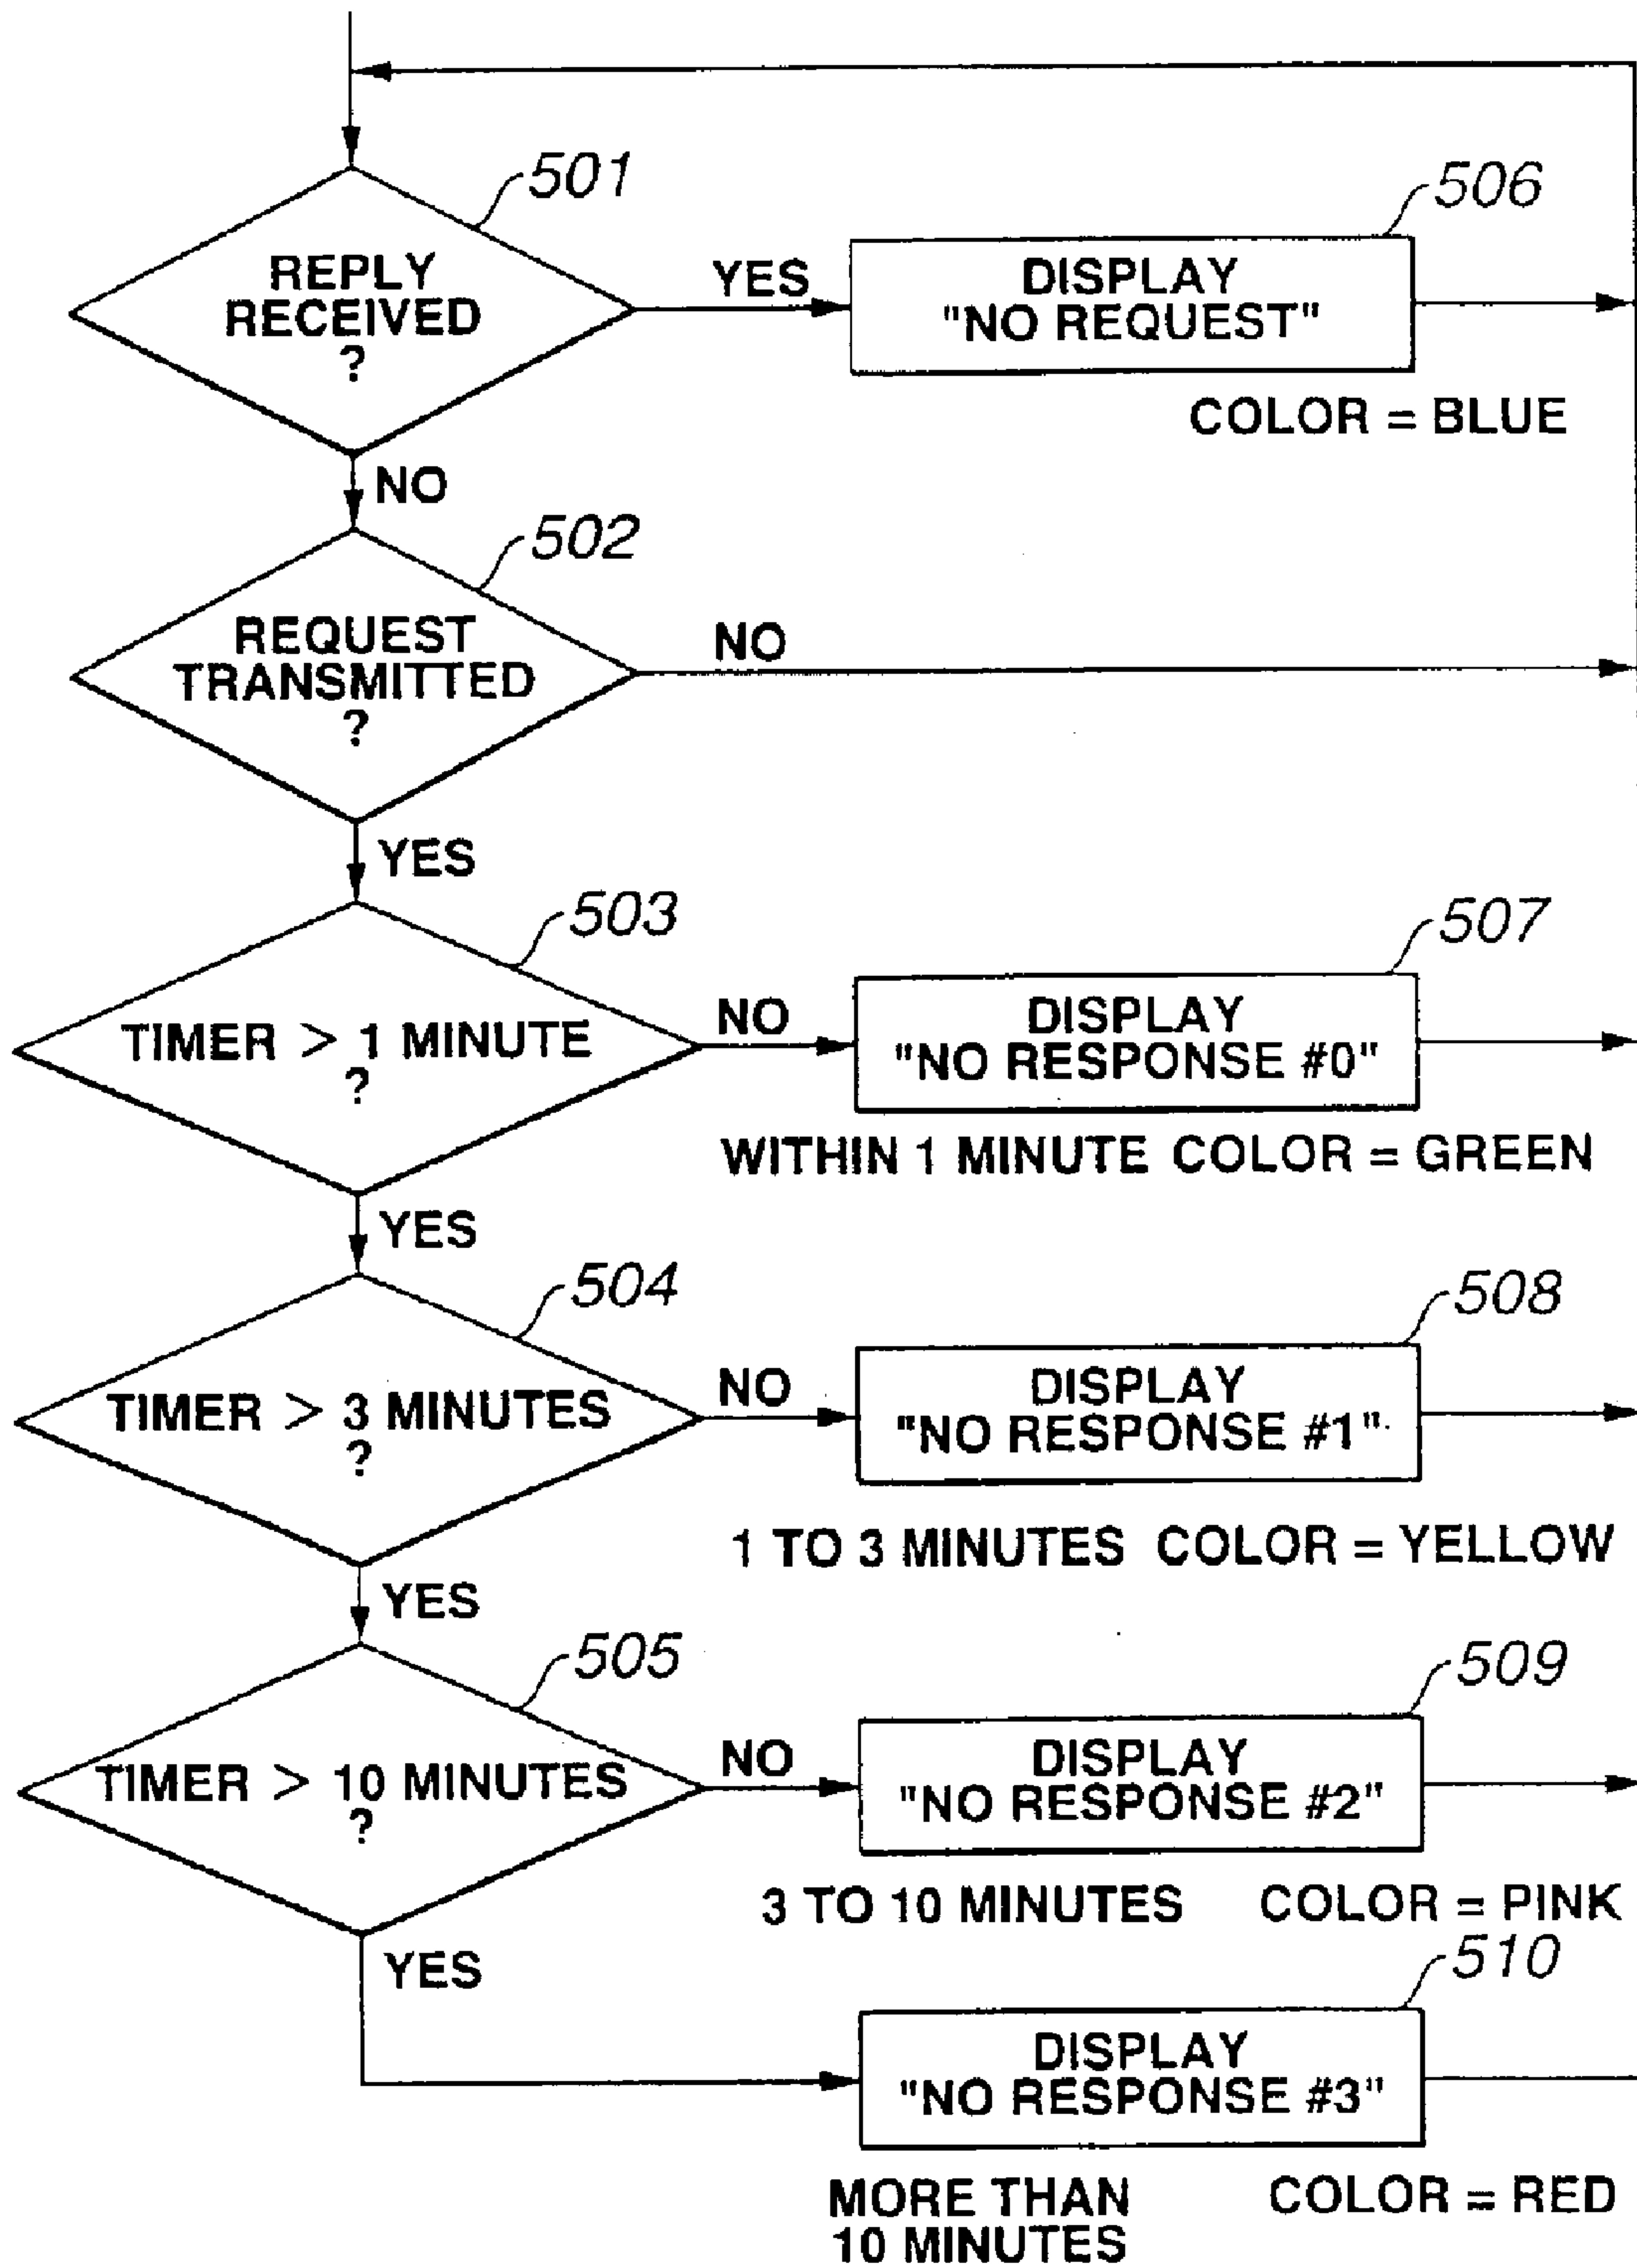 501
REPLY
RECEIVED
?
YES
506
DISPLAY
"NO REQUEST"
COLOR = BLUE
NO
502
REQUEST
TRANSMITTED
?
NO
YES
503
TIMER > 1 MINUTE
?
NO
507
DISPLAY
"NO RESPONSE #0"
WITHIN 1 MINUTE COLOR = GREEN
YES
504
TIMER > 3 MINUTES
?
NO
508
DISPLAY
"NO RESPONSE #1"
1 TO 3 MINUTES COLOR = YELLOW
YES
505
TIMER > 10 MINUTES
?
NO
509
DISPLAY
"NO RESPONSE #2"
3 TO 10 MINUTES COLOR = PINK
YES
510
DISPLAY
"NO RESPONSE #3"
MORE THAN
10 MINUTES
COLOR = RED